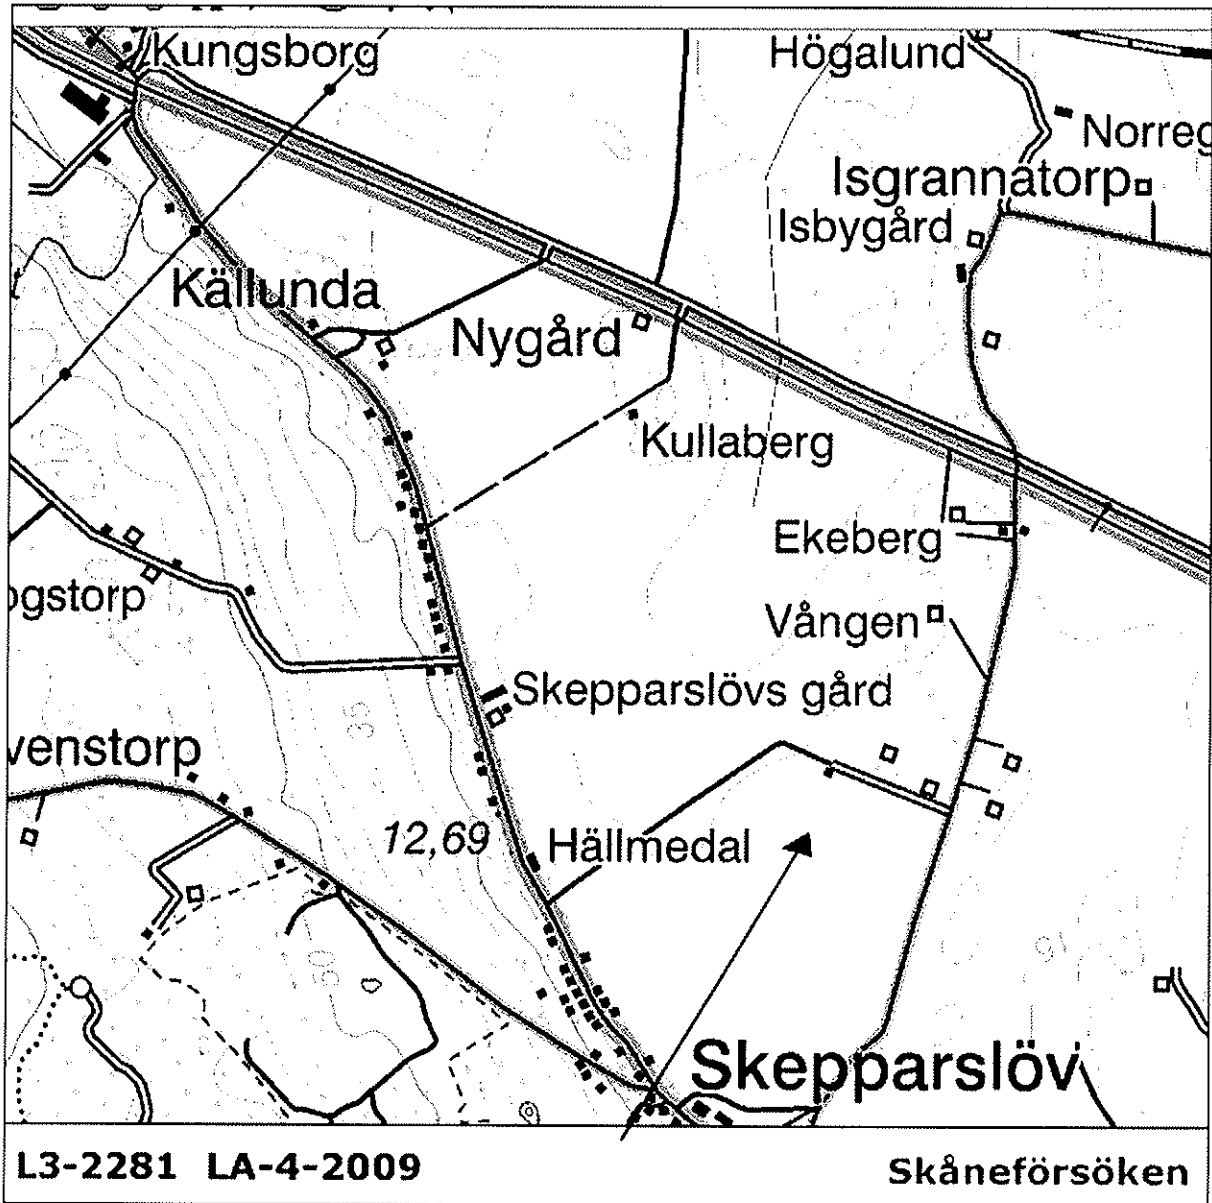 Kungsborg
Högalund
Norreg
Isgrannatorp
Isbygård
Källunda
Nygård
Kullaberg
Ekeberg
ogstorp
Vången
Skepparslövs gård
35
venstorp
12,69
Hällmedal
50
Skepparslöv
L3-2281 LA-4-2009
Skåneförsöken